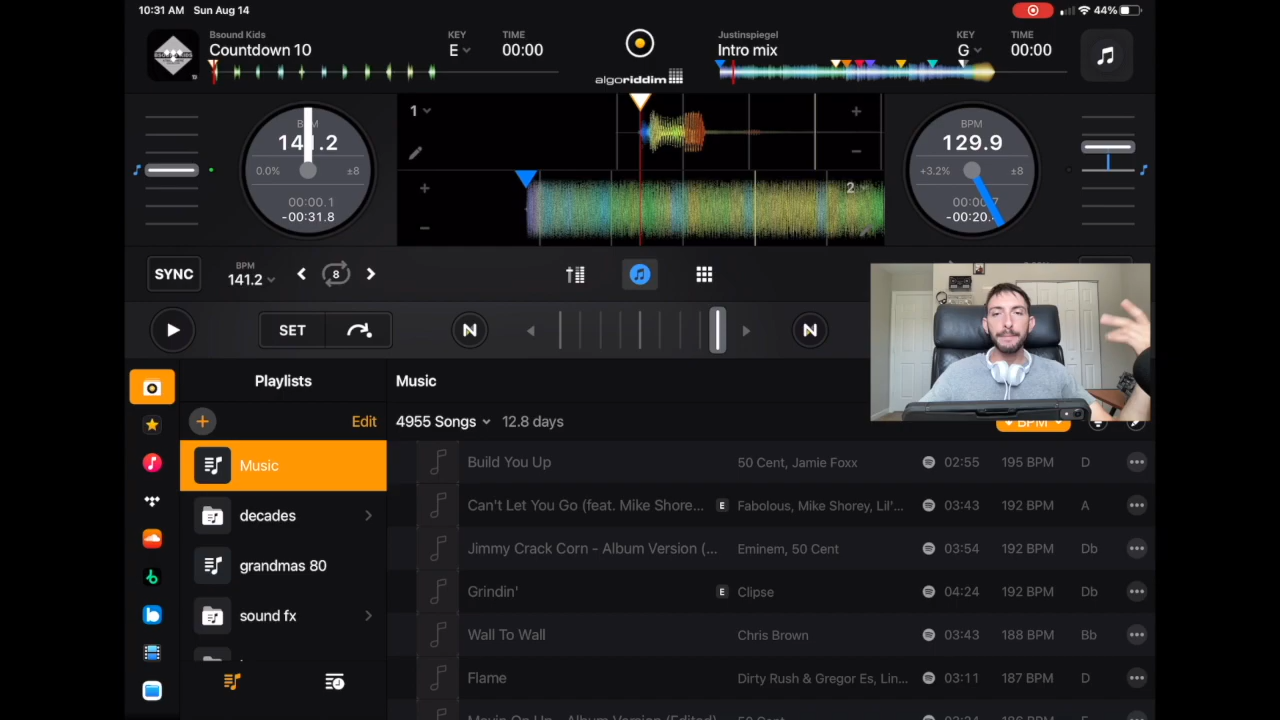 10:31 AM Sun Aug 14
44%
Bsound Kids
Countdown 10
KEY
E
TIME
00:00
algoriddim
Justinspiegel
Intro mix
KEY
G
TIME
00:00
141.2
0.0% ±8
00:00.1
-00:31.8
1
2
BPM
129.9
+3.2% ±8
-00:20.
SYNC
BPM
141.2
8
SET
N
N
Playlists
Edit
Music
decades
grandmas 80
sound fx
Music
4955 Songs 12.8 days
BPM
Build You Up 50 Cent, Jamie Foxx 02:55 195 BPM D
Can't Let You Go (feat. Mike Shore... E Fabolous, Mike Shorey, Lil'... 03:43 192 BPM A
Jimmy Crack Corn - Album Version (... Eminem, 50 Cent 03:54 192 BPM Db
Grindin' E Clipse 04:24 192 BPM Db
Wall To Wall Chris Brown 03:43 188 BPM Bb
Flame Dirty Rush & Gregor Es, Lin... 03:11 187 BPM D